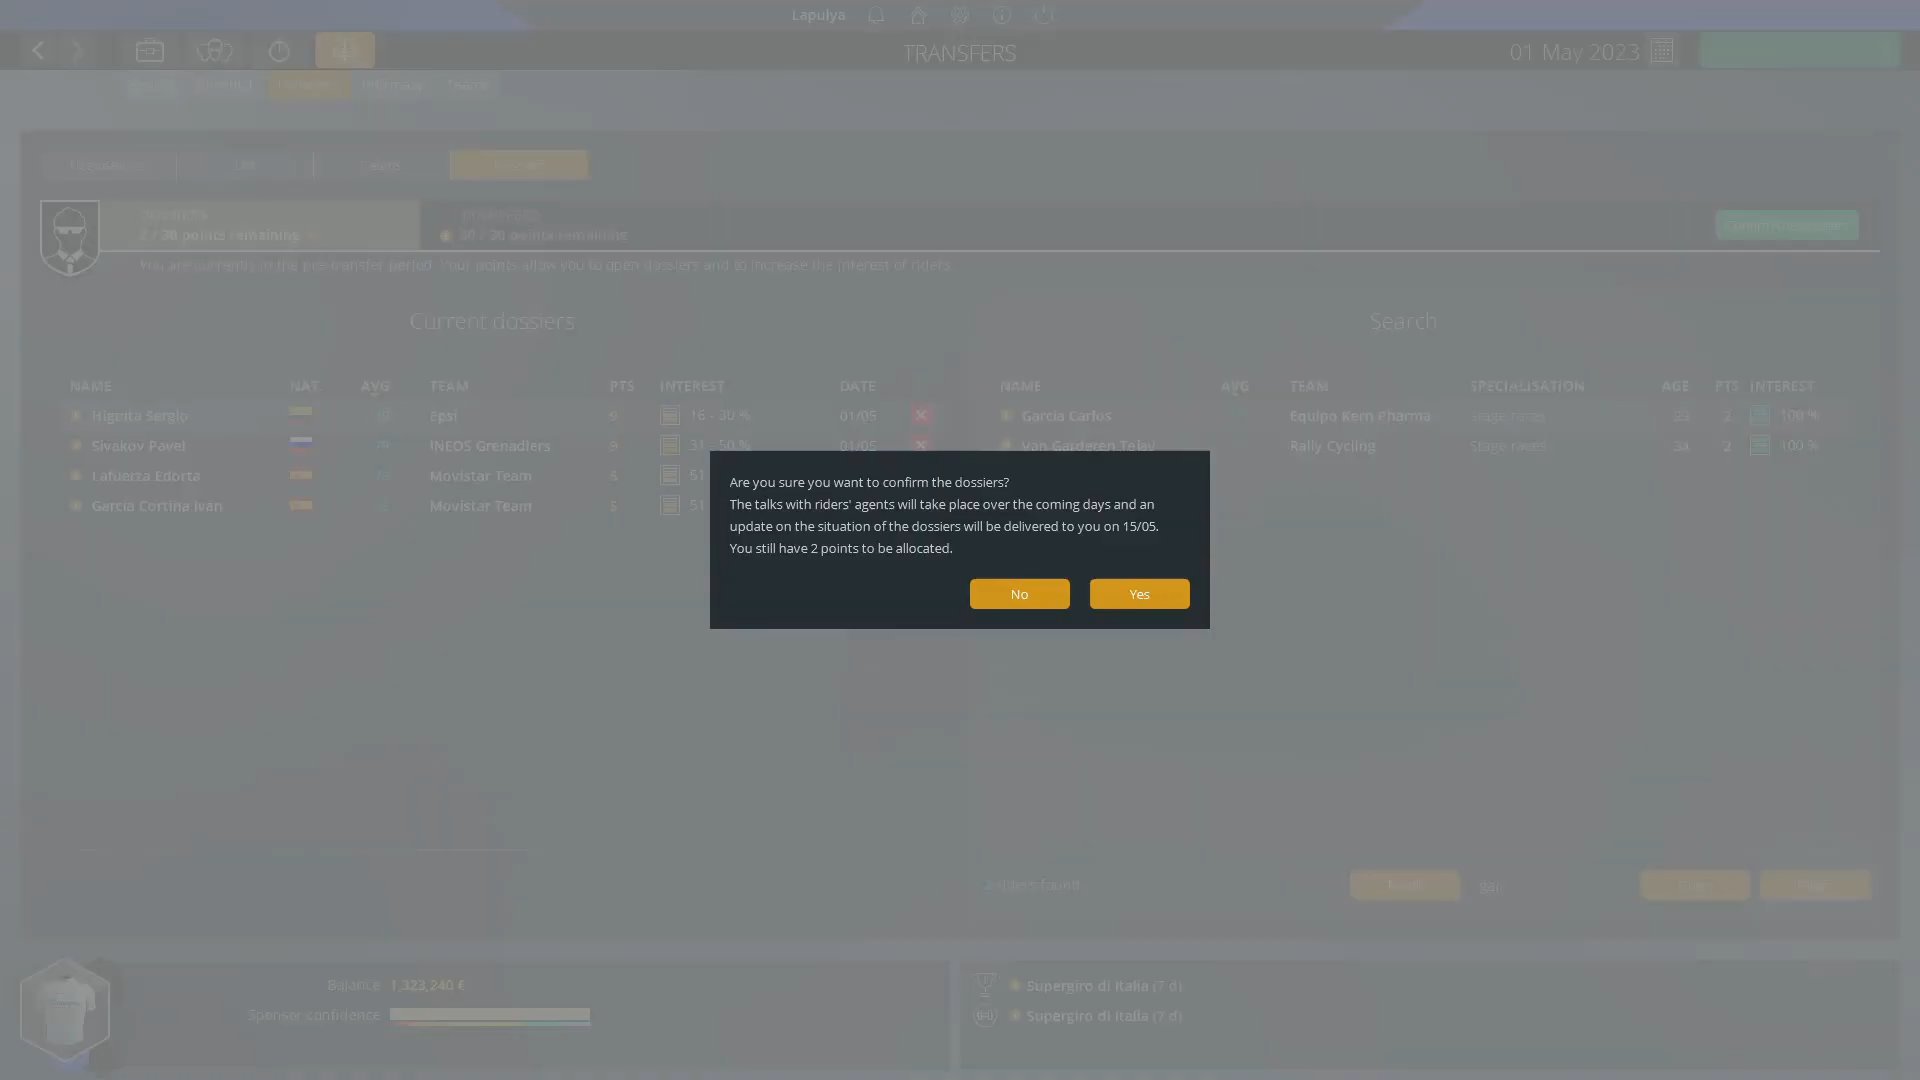 Lapulya
TRANSFERS
01 May 2023
2 / 30 points remaining
30 / 30 points remaining
You are currently in the pre-transfer period. Your points allow you to open dossiers and to increase the interest of riders
Current dossiers
Search
NAME NAT AVG TEAM PTS INTEREST DATE
NAME AVG TEAM SPECIALISATION AGE PTS INTEREST
Higuita Sergio Epsi 9 16 - 30 % 01/05
Garcia Carlos Equipo Kern Pharma Stage races 100 %
Sivakov Pavel INEOS Grenadiers 9 31 - 50 % 01/05
Van Garderen Tejay Rally Cycling Stage races 2 100 %
Lafuerza Edorta Movistar Team 5 51
García Cortina Iván Movistar Team 5 51
Are you sure you want to confirm the dossiers?
The talks with riders' agents will take place over the coming days and an
update on the situation of the dossiers will be delivered to you on 15/05.
You still have 2 points to be allocated.
No
Yes
Balance 1,323,240 €
Sponsor confidence
Supergiro di Italia (7 d)
Supergiro di Italia (7 d)